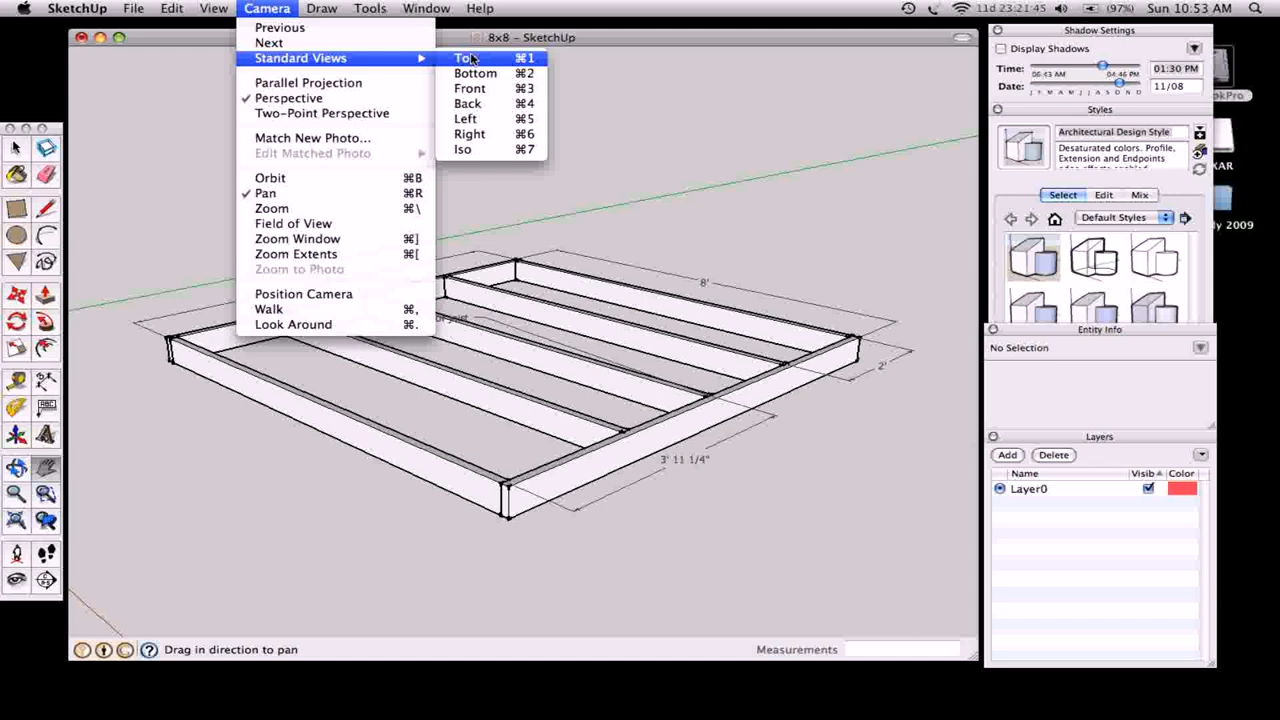 SketchUp File Edit View Camera Draw Tools Window Help 11d 23:21:45 (97%) Sun 10:53 AM
8x8 – SketchUp
Previous
Next
Standard Views
Parallel Projection
✓ Perspective
Two-Point Perspective
Match New Photo...
Edit Matched Photo
Orbit ⌘B
✓ Pan ⌘R
Zoom ⌘\
Field of View
Zoom Window ⌘]
Zoom Extents ⌘[
Zoom to Photo
Position Camera
Walk ⌘,
Look Around ⌘.
⌘1
Bottom ⌘2
Front ⌘3
Back ⌘4
Left ⌘5
Right ⌘6
Iso ⌘7
8'
joist
2'
3' 11 1/4"
Drag in direction to pan
Measurements
Shadow Settings
Display Shadows
Time: 06:43 AM 04:46 PM 01:30 PM
Date: J F M A M J J A S O N D 11/08
Styles
Architectural Design Style
Desaturated colors. Profile,
Extension and Endpoints
Select Edit Mix
Default Styles
Entity Info
No Selection
Layers
Add Delete
Name Visib Color
Layer0
okPro
KAR
ly 2009